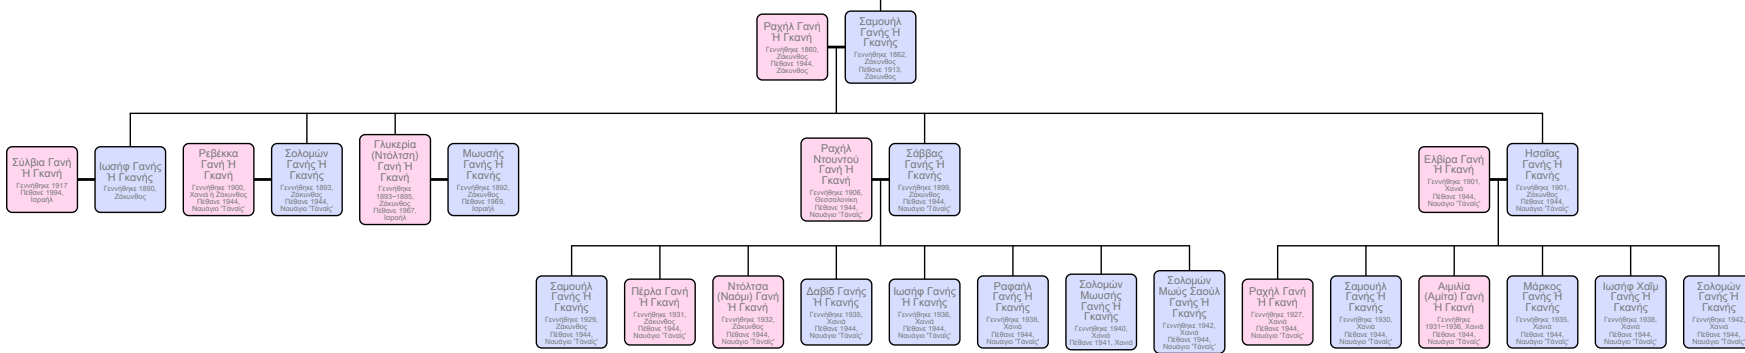 Ραχήλ Γανή
Ή Γκανή
Γεννήθηκε 1860,
Ζάκυνθος
Πέθανε 1944,
Ζάκυνθος
Σαμουήλ
Γανής Ή
Γκανής
Γεννήθηκε 1862,
Ζάκυνθος
Πέθανε 1913,
Ζάκυνθος
Σύλβια Γανή
Ή Γκανή
Γεννήθηκε 1917
Πέθανε 1994,
Ισραήλ
Ιωσήφ Γανής
Ή Γκανής
Γεννήθηκε 1890,
Ζάκυνθος
Ρεβέκκα
Γανή Ή
Γκανή
Γεννήθηκε 1900,
Χανιά ή Ζάκυνθος
Πέθανε 1944,
Ναυάγιο 'Τάναϊς'
Σολομών
Γανής Ή
Γκανής
Γεννήθηκε 1893,
Ζάκυνθος
Πέθανε 1944,
Ναυάγιο 'Τάναϊς'
Γλυκερία
(Ντόλτση)
Γανή Ή
Γκανή
Γεννήθηκε
1893~1895,
Ζάκυνθος
Πέθανε 1967,
Ισραήλ
Μωυσής
Γανής Ή
Γκανής
Γεννήθηκε 1892,
Ζάκυνθος
Πέθανε 1969,
Ισραήλ
Ραχήλ
Ντουντού
Γανή Ή
Γκανή
Γεννήθηκε 1906,
Θεσσαλονίκη
Πέθανε 1944,
Ναυάγιο 'Τάναϊς'
Σάββας
Γανής Ή
Γκανής
Γεννήθηκε 1899,
Ζάκυνθος
Πέθανε 1944,
Ναυάγιο 'Τάναϊς'
Ελβίρα Γανή
Ή Γκανή
Γεννήθηκε 1901,
Χανιά
Πέθανε 1944,
Ναυάγιο 'Τάναϊς'
Ησαΐας
Γανής Ή
Γκανής
Γεννήθηκε 1901,
Ζάκυνθος
Πέθανε 1944,
Ναυάγιο 'Τάναϊς'
Σαμουήλ
Γανής Ή
Γκανής
Γεννήθηκε 1929,
Ζάκυνθος
Πέθανε 1944,
Ναυάγιο 'Τάναϊς'
Πέρλα Γανή
Ή Γκανή
Γεννήθηκε 1931,
Ζάκυνθος
Πέθανε 1944,
Ναυάγιο 'Τάναϊς'
Ντόλτσα
(Ναόμι) Γανή
Ή Γκανή
Γεννήθηκε 1932,
Ζάκυνθος
Πέθανε 1944,
Ναυάγιο 'Τάναϊς'
Δαβίδ Γανής
Ή Γκανής
Γεννήθηκε 1935,
Χανιά
Πέθανε 1944,
Ναυάγιο 'Τάναϊς'
Ιωσήφ Γανής
Ή Γκανής
Γεννήθηκε 1936,
Χανιά
Πέθανε 1944,
Ναυάγιο 'Τάναϊς'
Ραφαήλ
Γανής Ή
Γκανής
Γεννήθηκε 1938,
Χανιά
Πέθανε 1944,
Ναυάγιο 'Τάναϊς'
Σολομών
Μωυσής
Γανής Ή
Γκανής
Γεννήθηκε 1940,
Χανιά
Πέθανε 1941, Χανιά
Σολομών
Μωύς Σαούλ
Γανής Ή
Γκανής
Γεννήθηκε 1942,
Χανιά
Πέθανε 1944,
Ναυάγιο 'Τάναϊς'
Ραχήλ Γανή
Ή Γκανή
Γεννήθηκε 1927,
Χανιά
Πέθανε 1944,
Ναυάγιο 'Τάναϊς'
Σαμουήλ
Γανής Ή
Γκανής
Γεννήθηκε 1930,
Χανιά
Πέθανε 1944,
Ναυάγιο 'Τάναϊς'
Αιμιλία
(Αμίτα) Γανή
Ή Γκανή
Γεννήθηκε
1931~1936, Χανιά
Πέθανε 1944,
Ναυάγιο 'Τάναϊς'
Μάρκος
Γανής Ή
Γκανής
Γεννήθηκε 1935,
Χανιά
Πέθανε 1944,
Ναυάγιο 'Τάναϊς'
Ιωσήφ Χαΐμ
Γανής Ή
Γκανής
Γεννήθηκε 1938,
Χανιά
Πέθανε 1944,
Ναυάγιο 'Τάναϊς'
Σολομών
Γανής Ή
Γκανής
Γεννήθηκε 1942,
Χανιά
Πέθανε 1944,
Ναυάγιο 'Τάναϊς'